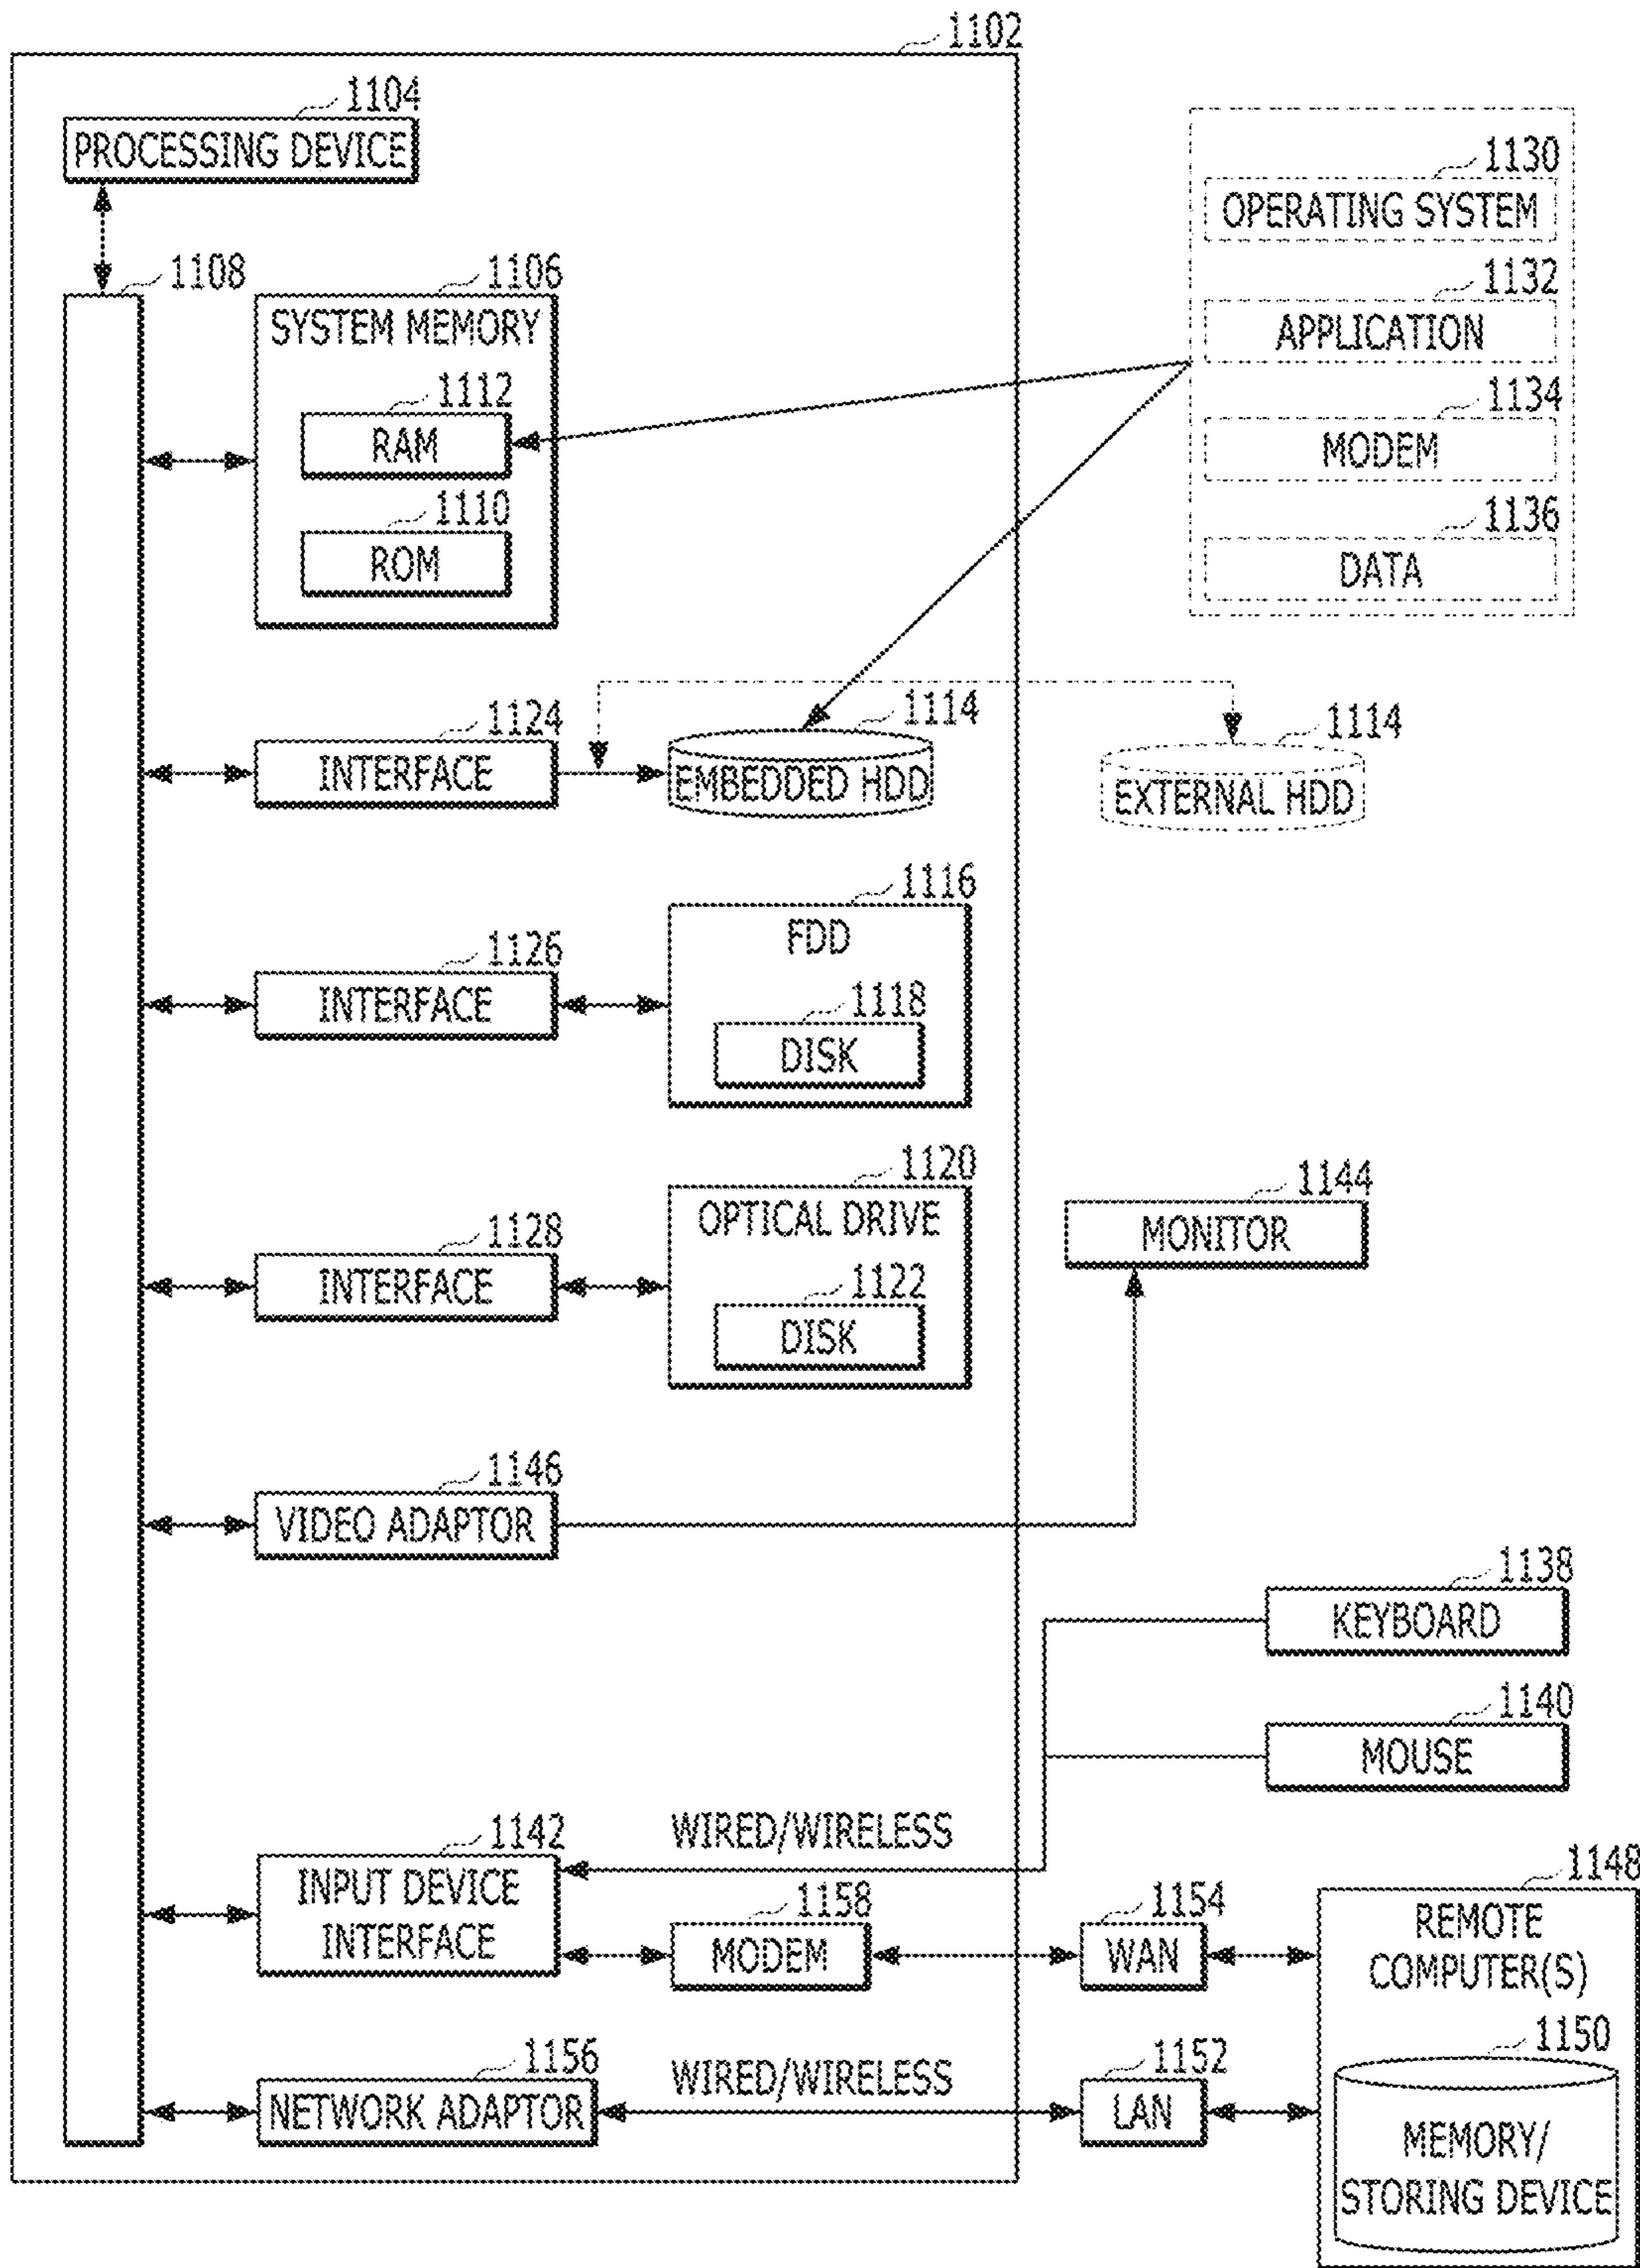 1102
1104
PROCESSING DEVICE
1130
OPERATING SYSTEM
1108
1106
SYSTEM MEMORY
1132
APPLICATION
1112
RAM
1134
MODEM
1110
ROM
1136
DATA
1124
INTERFACE
1114
EMBEDDED HDD
1114
EXTERNAL HDD
1116
FDD
1126
INTERFACE
1118
DISK
1120
OPTICAL DRIVE
1144
MONITOR
1128
INTERFACE
1122
DISK
1146
VIDEO ADAPTOR
1138
KEYBOARD
1140
MOUSE
1142
INPUT DEVICE
INTERFACE
WIRED/WIRELESS
1158
MODEM
1154
WAN
1148
REMOTE
COMPUTER(S)
1156
NETWORK ADAPTOR
WIRED/WIRELESS
1152
LAN
1150
MEMORY/
STORING DEVICE